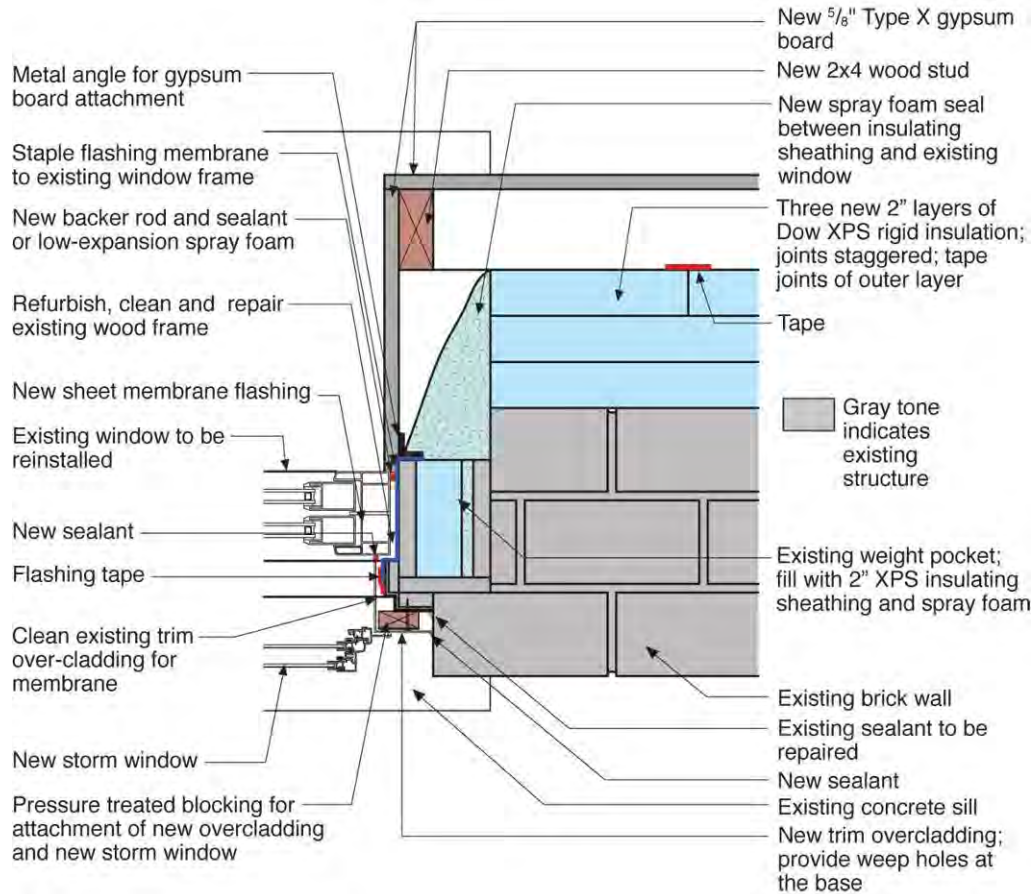 Metal angle for gypsum
board attachment
Staple flashing membrane
to existing window frame
New backer rod and sealant
or low-expansion spray foam
Refurbish, clean and repair
existing wood frame
New sheet membrane flashing
Existing window to be
reinstalled
New sealant
Flashing tape
Clean existing trim
over-cladding for
membrane
New storm window
Pressure treated blocking for
attachment of new overcladding
and new storm window
New 5/8" Type X gypsum
board
New 2x4 wood stud
New spray foam seal
between insulating
sheathing and existing
window
Three new 2” layers of
Dow XPS rigid insulation;
joints staggered; tape
joints of outer layer
Tape
Gray tone
indicates
existing
structure
Existing weight pocket;
fill with 2” XPS insulating
sheathing and spray foam
Existing brick wall
Existing sealant to be
repaired
New sealant
Existing concrete sill
New trim overcladding;
provide weep holes at
the base